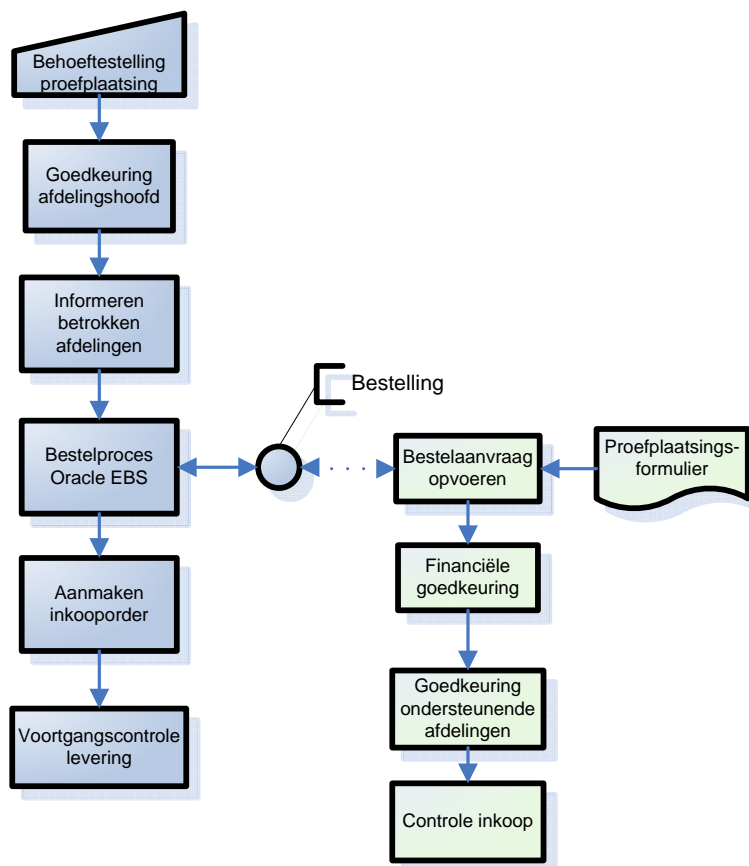 Behoeftestelling
proefplaatsing
Goedkeuring
afdelingshoofd
Informeren
betrokken
afdelingen
Bestelling
Bestelproces
Oracle EBS
Bestelaanvraag
opvoeren
Proefplaatsings-
formulier
Aanmaken
inkooporder
Financiële
goedkeuring
Voortgangscontrole
levering
Goedkeuring
ondersteunende
afdelingen
Controle inkoop